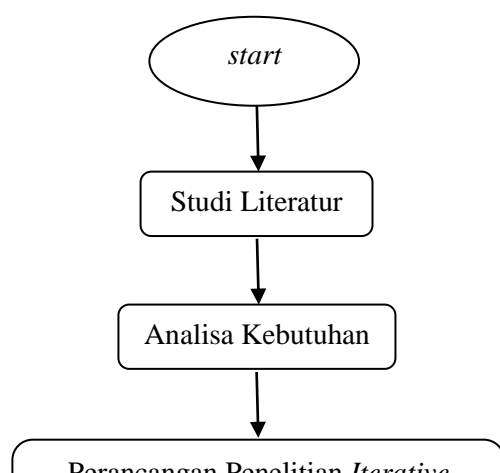 start
Studi Literatur
Analisa Kebutuhan
Perancangan Penelitian Iterative